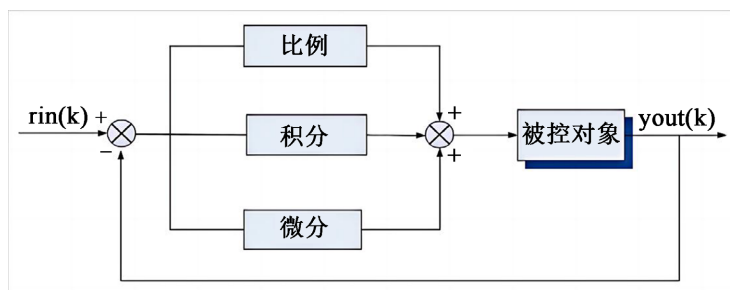 比例
rin(k) +
−
积分
+
+
被控对象
yout(k)
微分